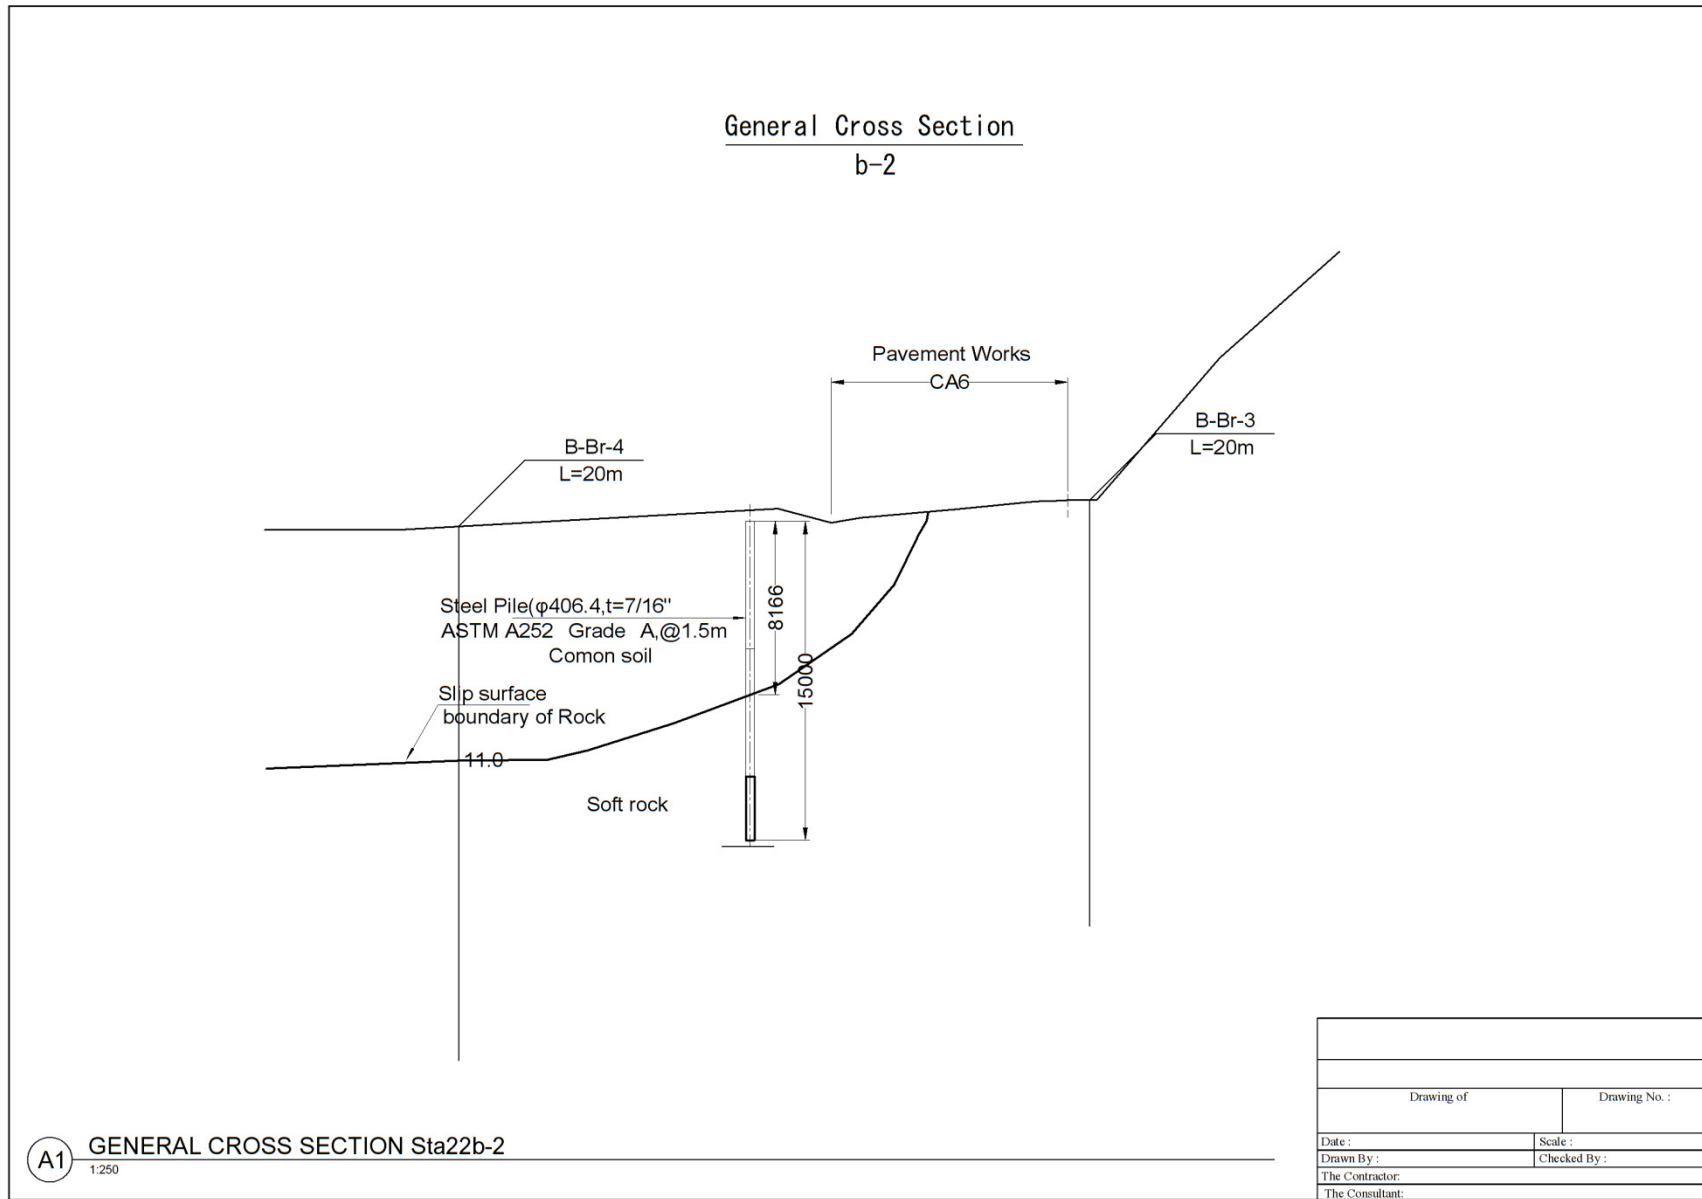 General Cross Section
b-2
Pavement Works
CA6
B-Br-3
L=20m
B-Br-4
L=20m
Steel Pile(φ406.4,t=7/16"
ASTM A252 Grade A,@1.5m
Comon soil
8166
15000
Slip surface
boundary of Rock
11.0
Soft rock
Drawing of
Drawing No. :
Date :
Scale :
Drawn By :
Checked By :
The Contractor:
The Consultant:
A1
GENERAL CROSS SECTION Sta22b-2
1:250